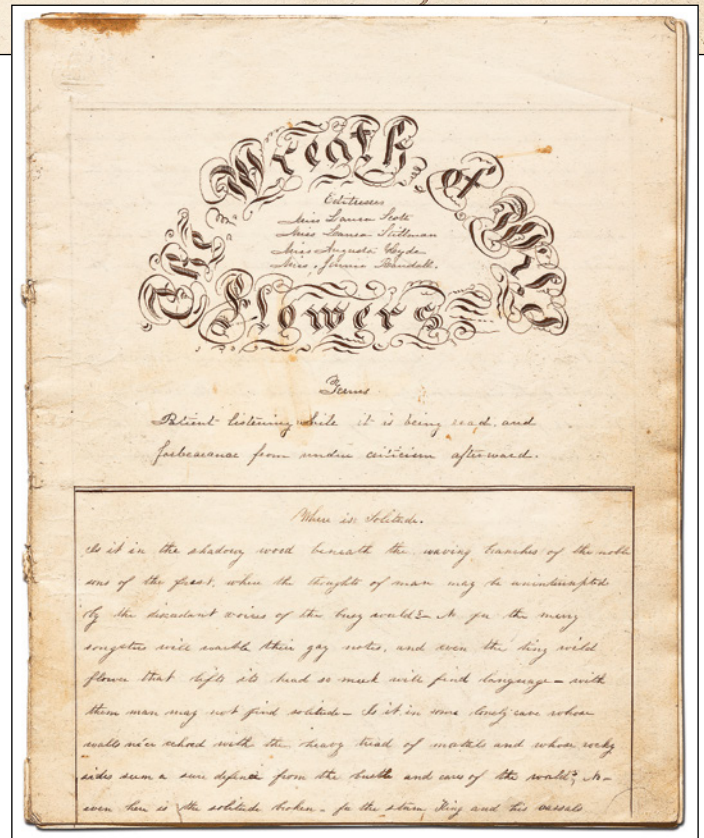 The Wreath of Wild
Editresses
Miss Laura Scott
Miss Laura Stillman
Miss Augusta Clyde
Miss Jennie Randall.
Flowers
Terms
Patient listening while it is being read, and
forbearance from undue criticism afterward.
Where is Solitude.
Is it in the shadowy wood beneath the waving branches of the noble
sons of the forest, where the thoughts of man may be uninterrupted
by the discordant voices of the busy world? – No for the merry
songsters will warble their gay notes, and even the tiny wild
flower that lifts its head so meek will find language – with
them man may not find solitude – Is it in some lonely cave whose
walls ne'er echoed with the heavy tread of mortals and whose rocky
sides seem a sure defence from the bustle and cares of the world? No –
even here is the solitude broken – for the storm King and his vassals